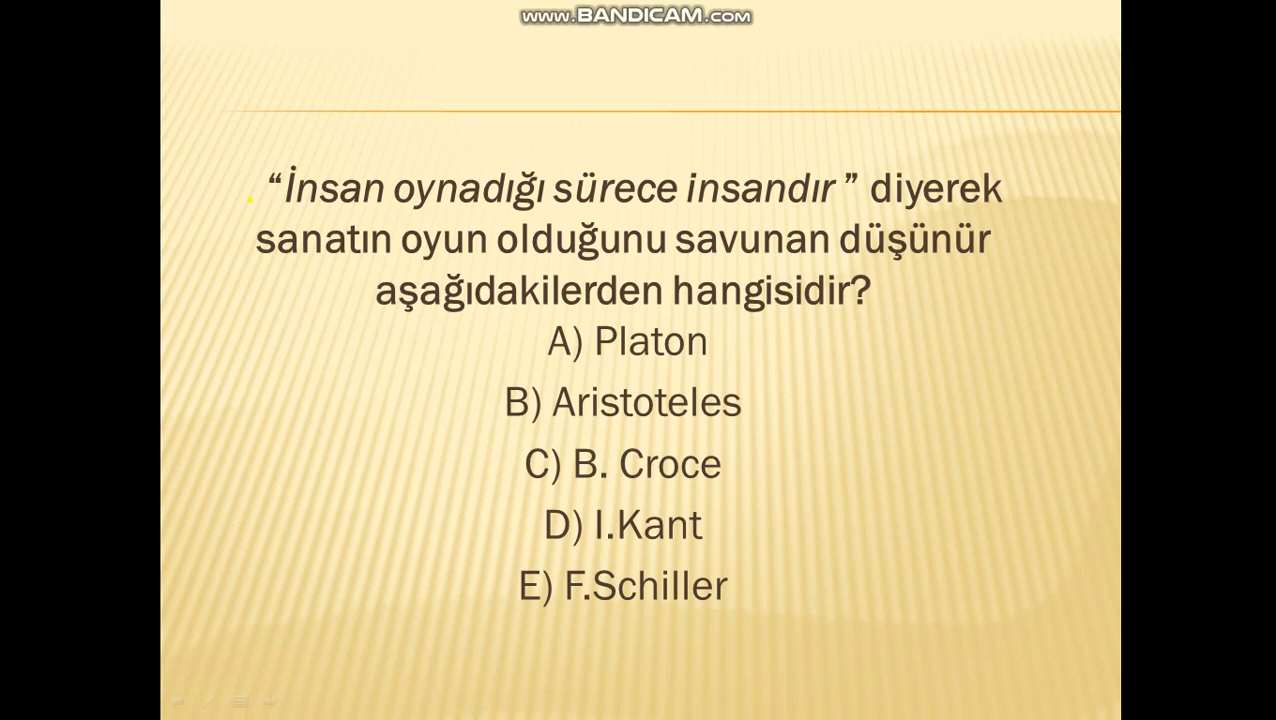 www.BANDICAM.com
. “İnsan oynadığı sürece insandır ” diyerek
sanatın oyun olduğunu savunan düşünür
aşağıdakilerden hangisidir?
A) Platon
B) Aristoteles
C) B. Croce
D) I.Kant
E) F.Schiller